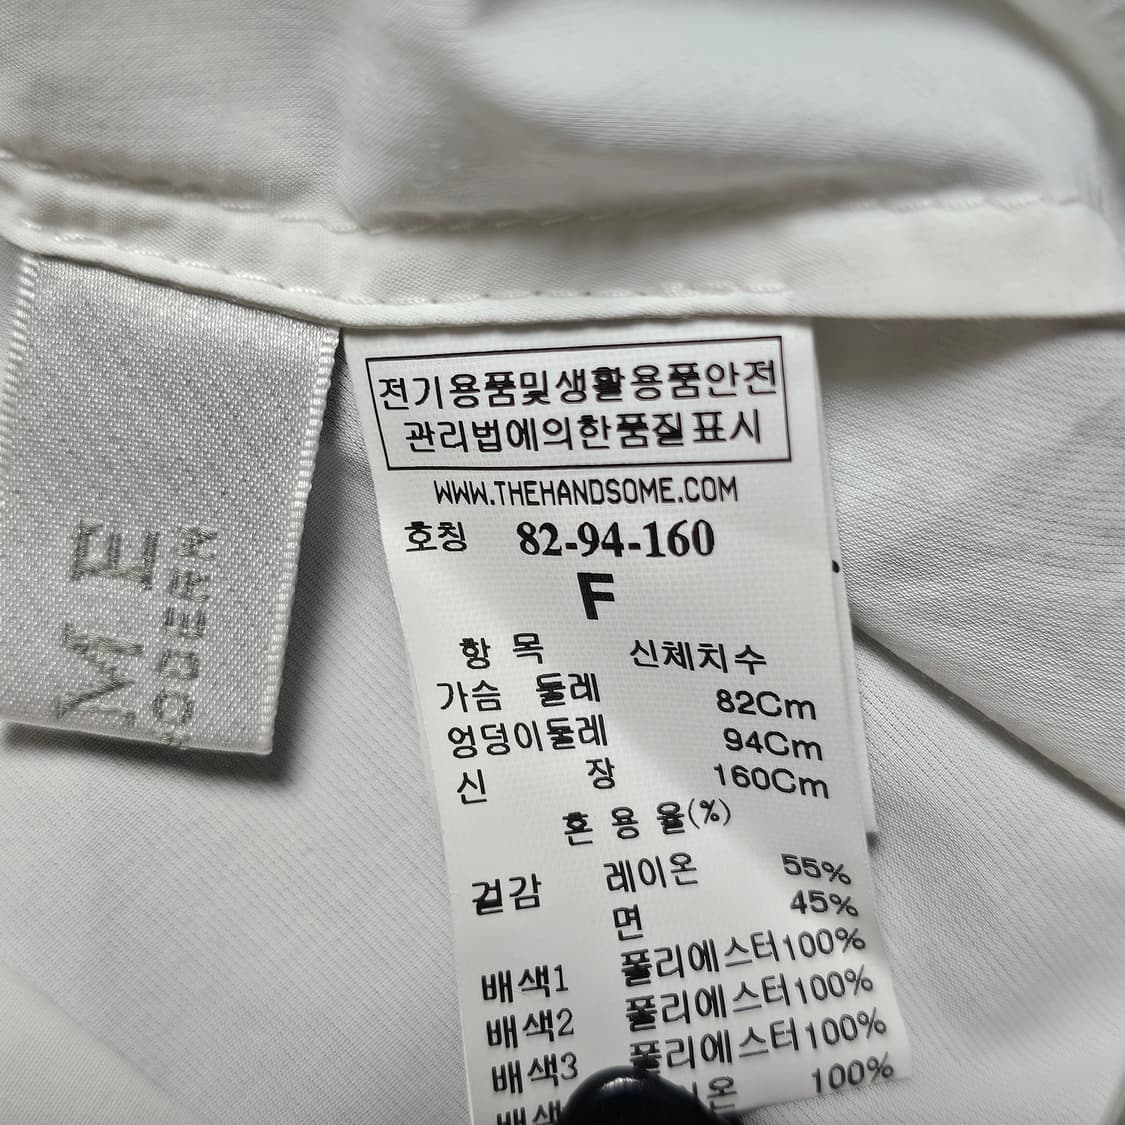 전기용품및생활용품안전
관리법에의한품질표시
WWW.THEHANDSOME.COM
호칭 82-94-160
F
항 목 신체치수
가슴 둘레 82Cm
엉덩이둘레 94Cm
신 장 160Cm
혼 용 율(%)
겉감 레이온 55%
면 45%
배색1 폴리에스터100%
배색2 폴리에스터100%
배색3 폴리에스터100%
100%
M E